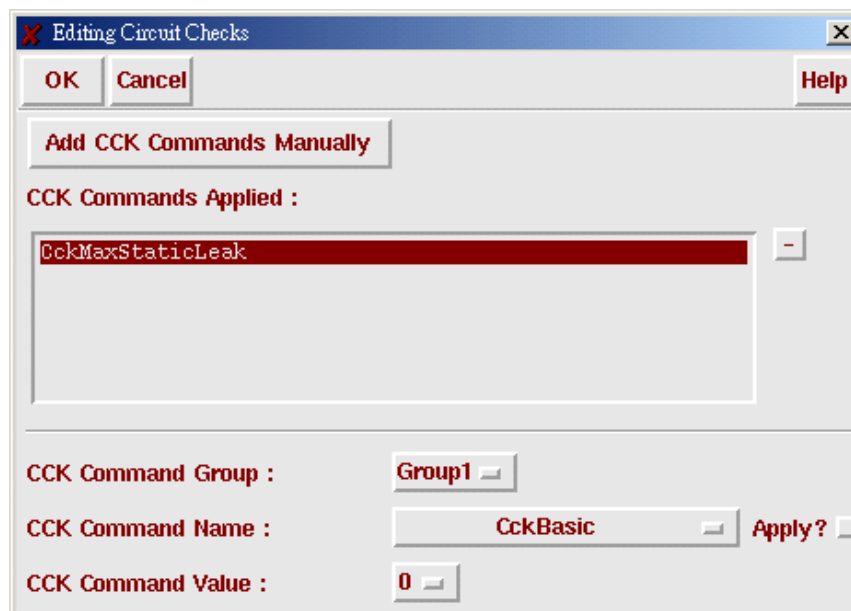 Editing Circuit Checks
OK Cancel Help
Add CCK Commands Manually
CCK Commands Applied :
CckMaxStaticLeak
-
CCK Command Group : Group1
CCK Command Name : CckBasic Apply?
CCK Command Value : 0